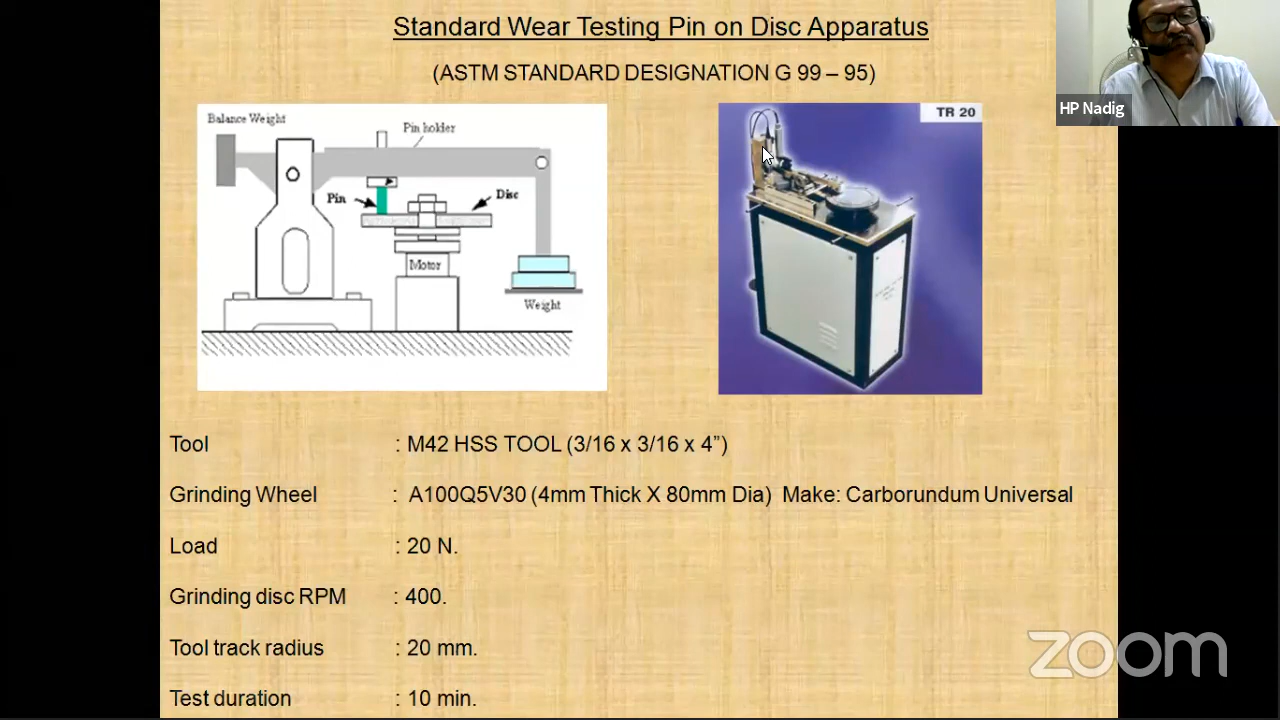 Standard Wear Testing Pin on Disc Apparatus
(ASTM STANDARD DESIGNATION G 99 – 95)
HP Nadig
Balance Weight
Pin holder
Pin
Disc
Motor
Weight
TR 20
Tool : M42 HSS TOOL (3/16 x 3/16 x 4”)
Grinding Wheel : A100Q5V30 (4mm Thick X 80mm Dia) Make: Carborundum Universal
Load : 20 N.
Grinding disc RPM : 400.
Tool track radius : 20 mm.
Test duration : 10 min.
zoom